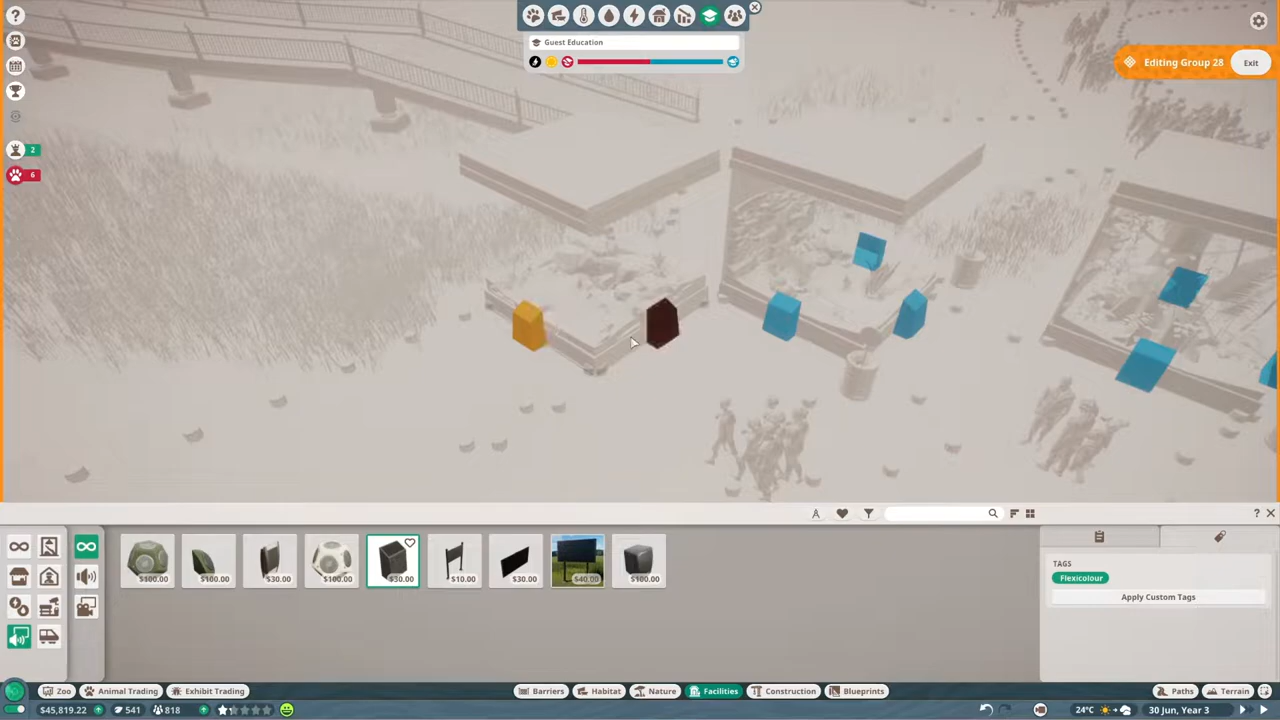 Guest Education
Editing Group 28
Exit
2
6
$100.00
$100.00
$30.00
$100.00
$30.00
$10.00
$30.00
$40.00
$100.00
TAGS
Flexicolour
Apply Custom Tags
Zoo
Animal Trading
Exhibit Trading
Barriers
Habitat
Nature
Facilities
Construction
Blueprints
Paths
Terrain
$45,819.22
541
818
24°C
30 Jun, Year 3